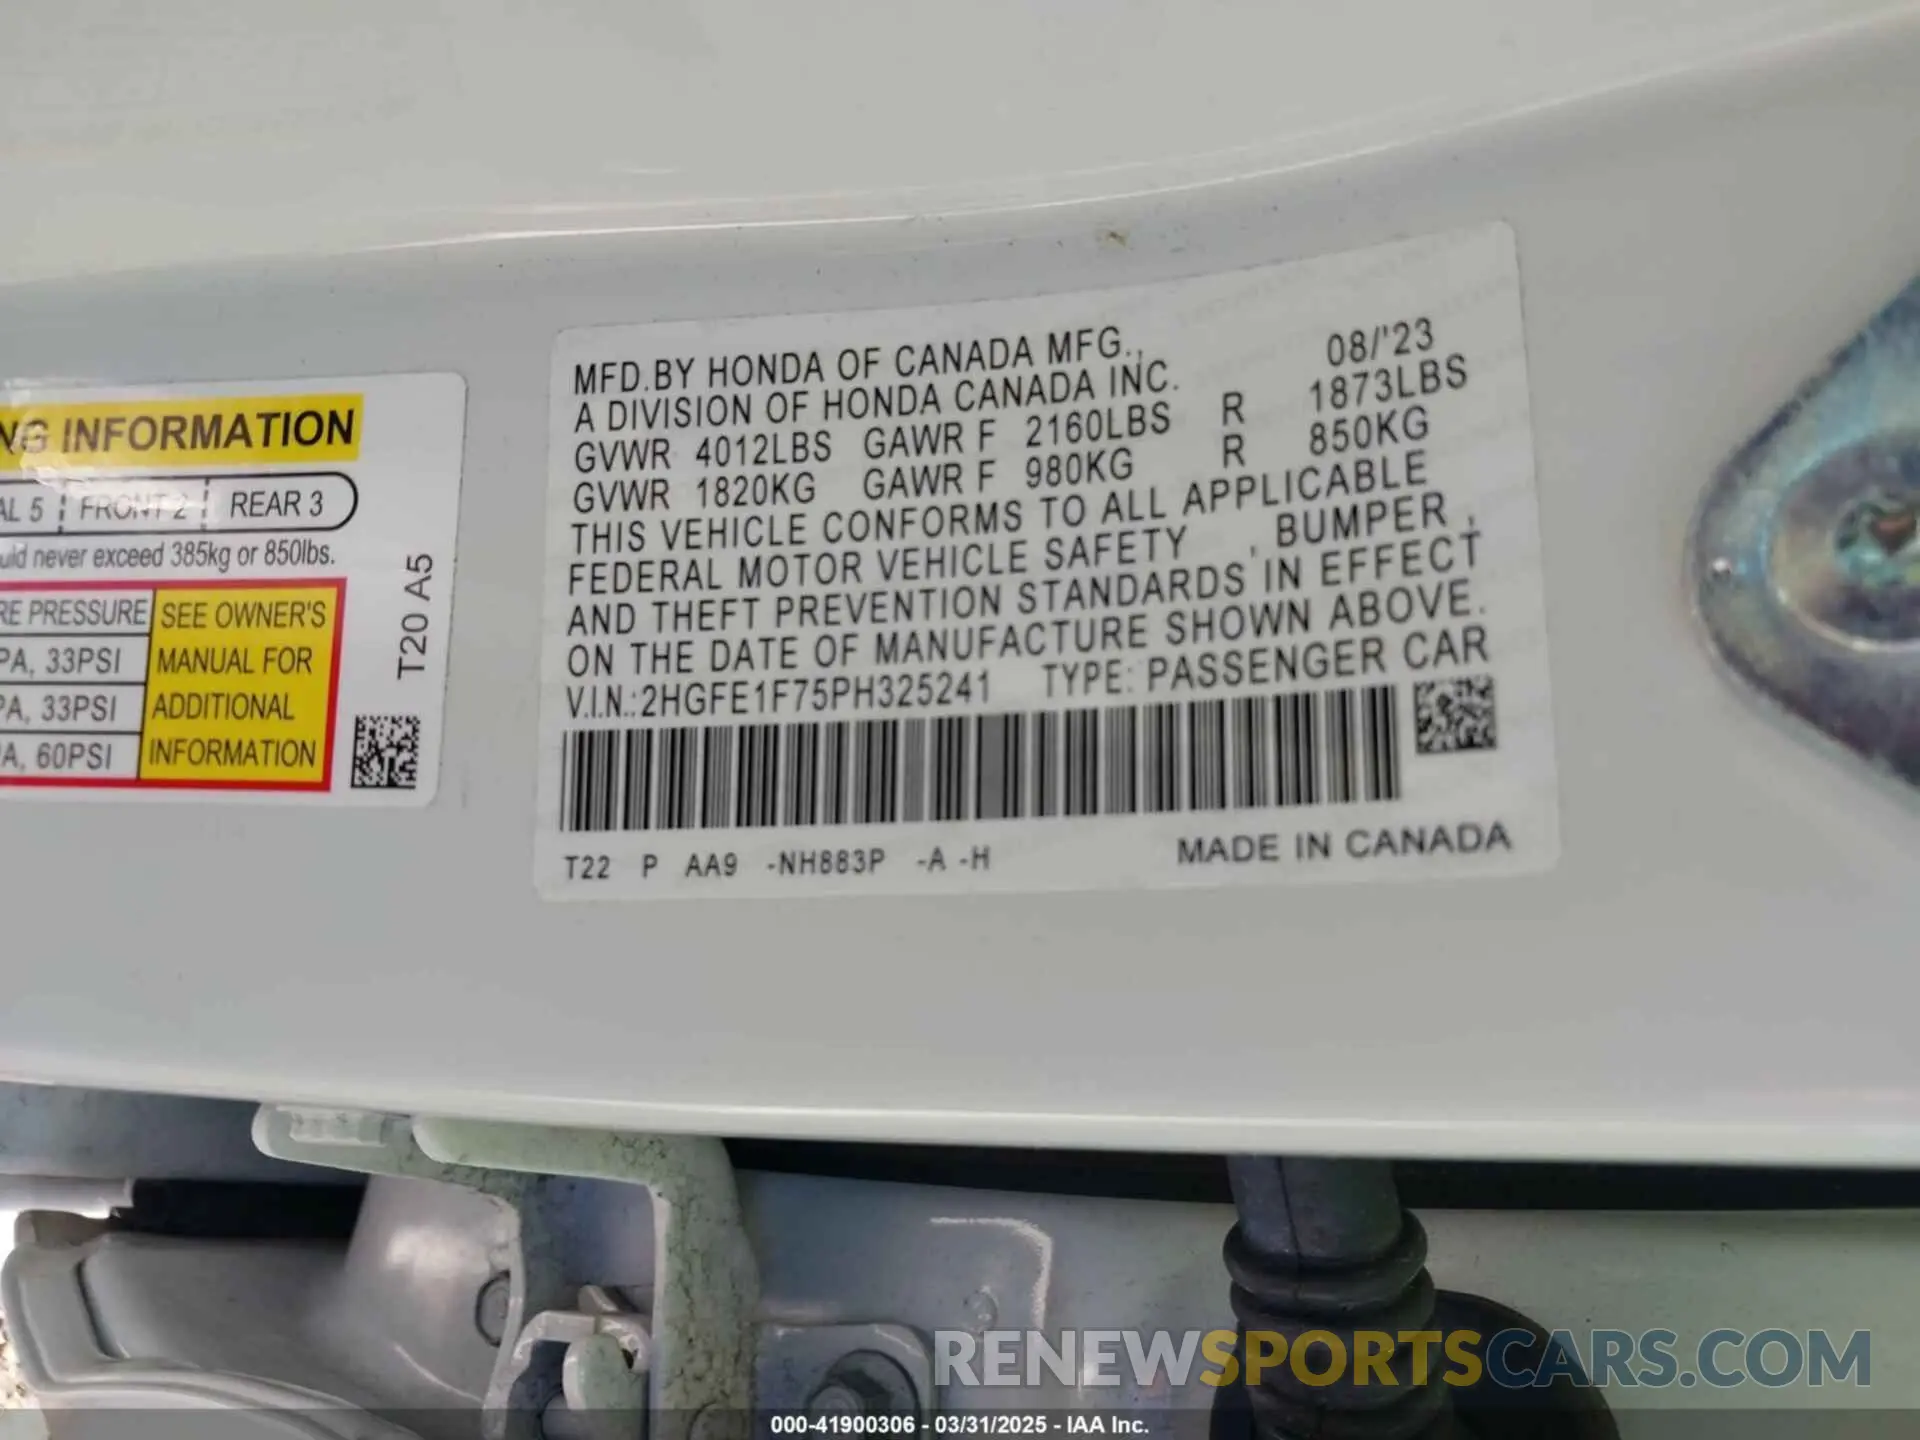 NG INFORMATION
AL 5 FRONT 2 REAR 3
uld never exceed 385kg or 850lbs.
RE PRESSURE SEE OWNER'S
PA, 33PSI MANUAL FOR
PA, 33PSI ADDITIONAL
A, 60PSI INFORMATION
T20 A5
MFD.BY HONDA OF CANADA MFG., 08/'23
A DIVISION OF HONDA CANADA INC.
GVWR 4012LBS GAWR F 2160LBS R 1873LBS
GVWR 1820KG GAWR F 980KG R 850KG
THIS VEHICLE CONFORMS TO ALL APPLICABLE
FEDERAL MOTOR VEHICLE SAFETY , BUMPER ,
AND THEFT PREVENTION STANDARDS IN EFFECT
ON THE DATE OF MANUFACTURE SHOWN ABOVE.
V.I.N.:2HGFE1F75PH325241 TYPE: PASSENGER CAR
T22 P AA9 -NH883P -A -H MADE IN CANADA
RENEWSPORTSCARS.COM
000-41900306 - 03/31/2025 - IAA Inc.